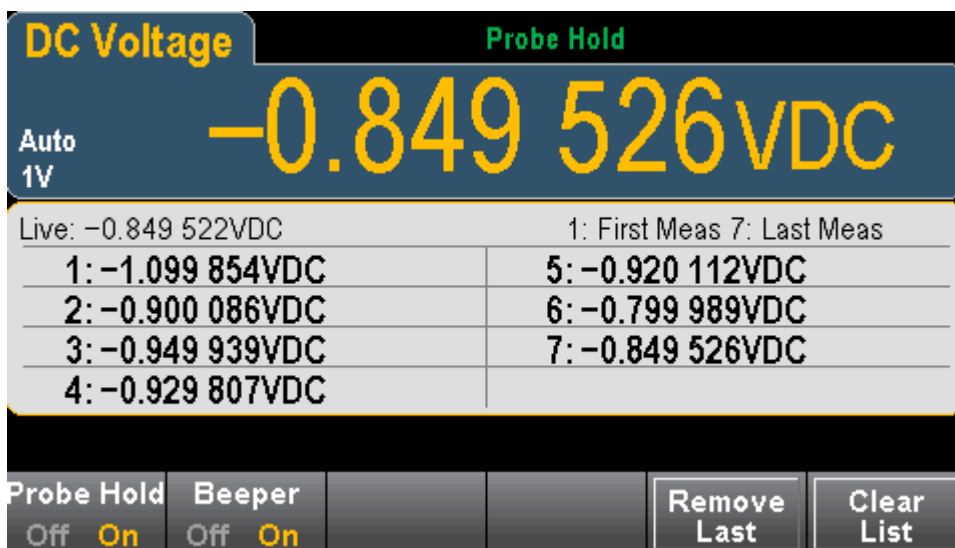 DC Voltage
Probe Hold
Auto
1V
−0.849 526VDC
Live: −0.849 522VDC
1: First Meas 7: Last Meas
1: −1.099 854VDC
2: −0.900 086VDC
3: −0.949 939VDC
4: −0.929 807VDC
5: −0.920 112VDC
6: −0.799 989VDC
7: −0.849 526VDC
Probe Hold
Off On
Beeper
Off On
Remove
Last
Clear
List